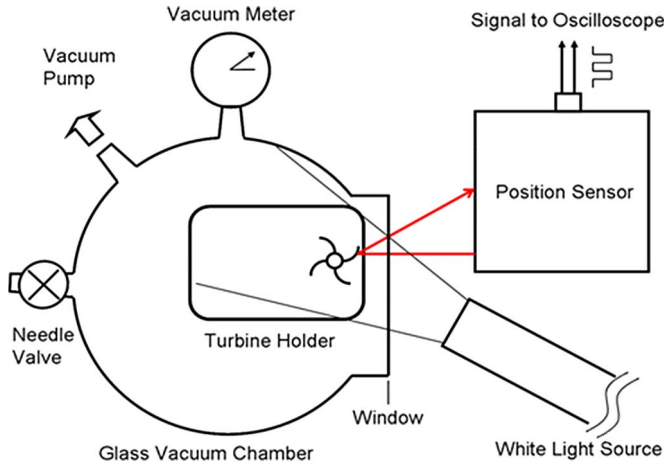 Vacuum Meter
Signal to Oscilloscope
Vacuum
Pump
Position Sensor
Needle
Valve
Turbine Holder
Window
Glass Vacuum Chamber
White Light Source